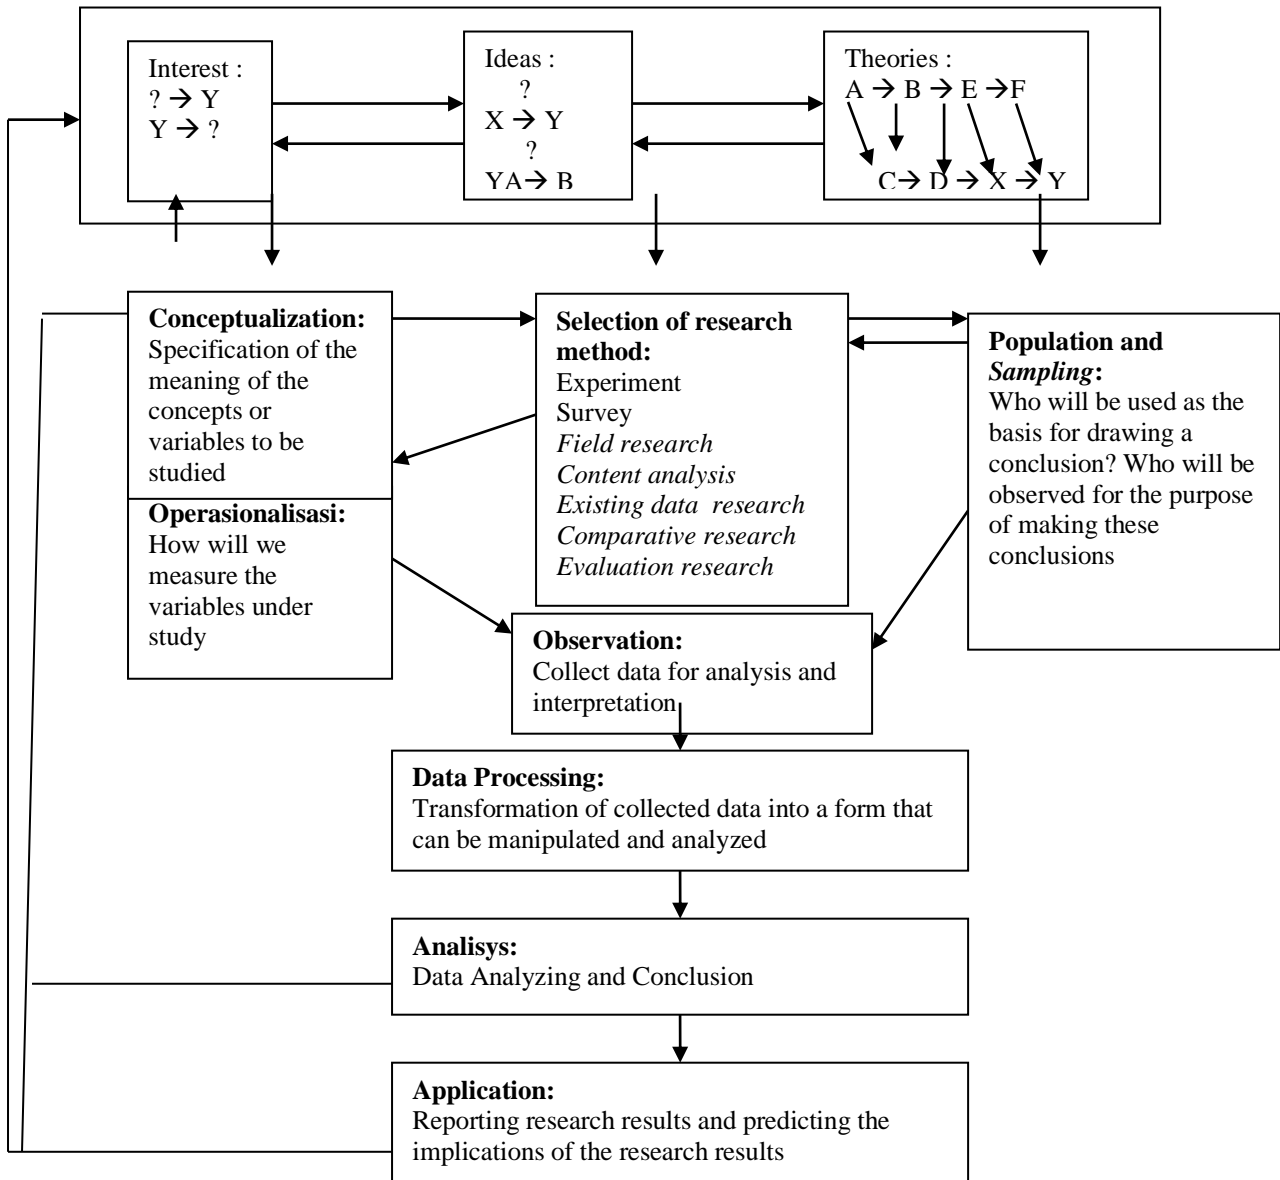 Interest :
? → Y
Y → ?
Ideas :
?
X → Y
?
YA→ B
Theories :
A → B → E →F
C→ D → X → Y
Conceptualization:
Specification of the
meaning of the
concepts or
variables to be
studied
Operasionalisasi:
How will we
measure the
variables under
study
Selection of research
method:
Experiment
Survey
Field research
Content analysis
Existing data research
Comparative research
Evaluation research
Population and
Sampling:
Who will be used as the
basis for drawing a
conclusion? Who will be
observed for the purpose
of making these
conclusions
Observation:
Collect data for analysis and
interpretation
Data Processing:
Transformation of collected data into a form that
can be manipulated and analyzed
Analisys:
Data Analyzing and Conclusion
Application:
Reporting research results and predicting the
implications of the research results